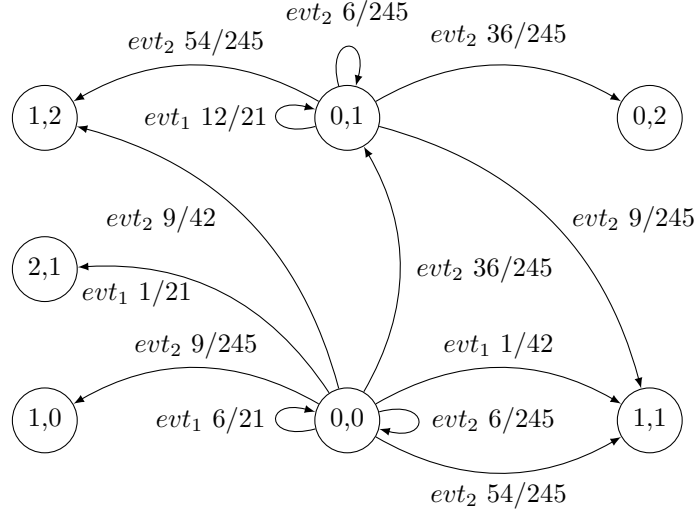 evt₂ 6/245
evt₂ 54/245
evt₂ 36/245
1,2
evt₁ 12/21
0,1
0,2
evt₂ 9/42
evt₂ 9/245
2,1
evt₁ 1/21
evt₂ 36/245
evt₂ 9/245
evt₁ 1/42
1,0
evt₁ 6/21
0,0
evt₂ 6/245
1,1
evt₂ 54/245